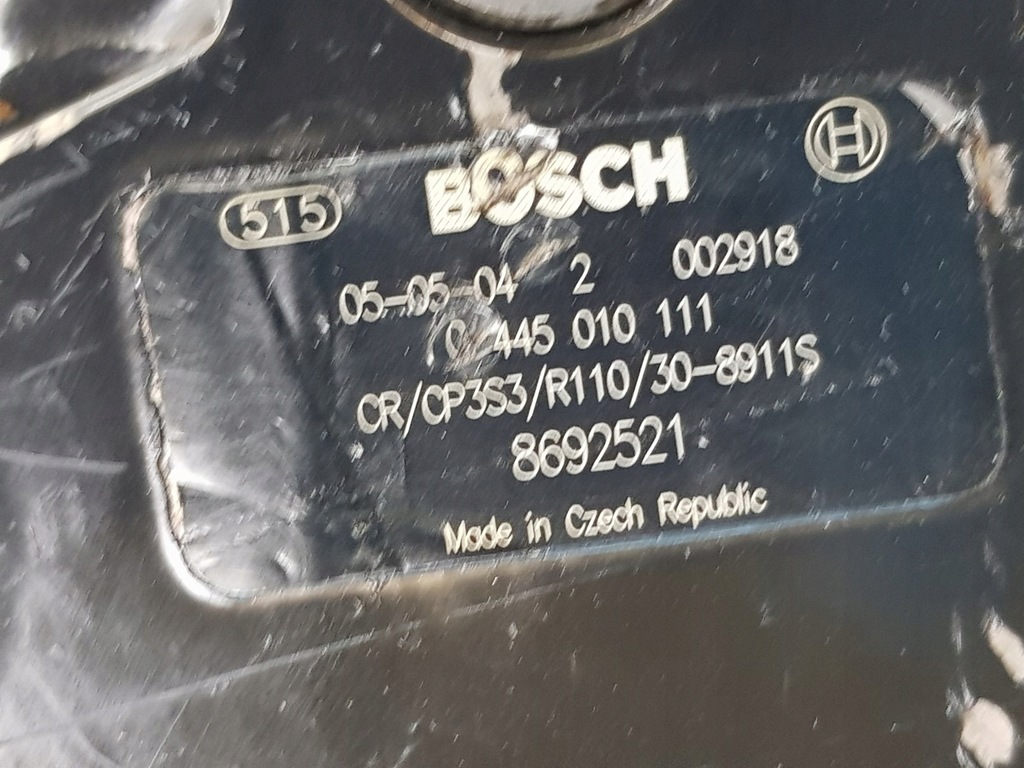 515 BOSCH
05-05-04 2 002918
0 445 010 111
CR/CP3S3/R110/30-8911S
8692521
Made in Czech Republic